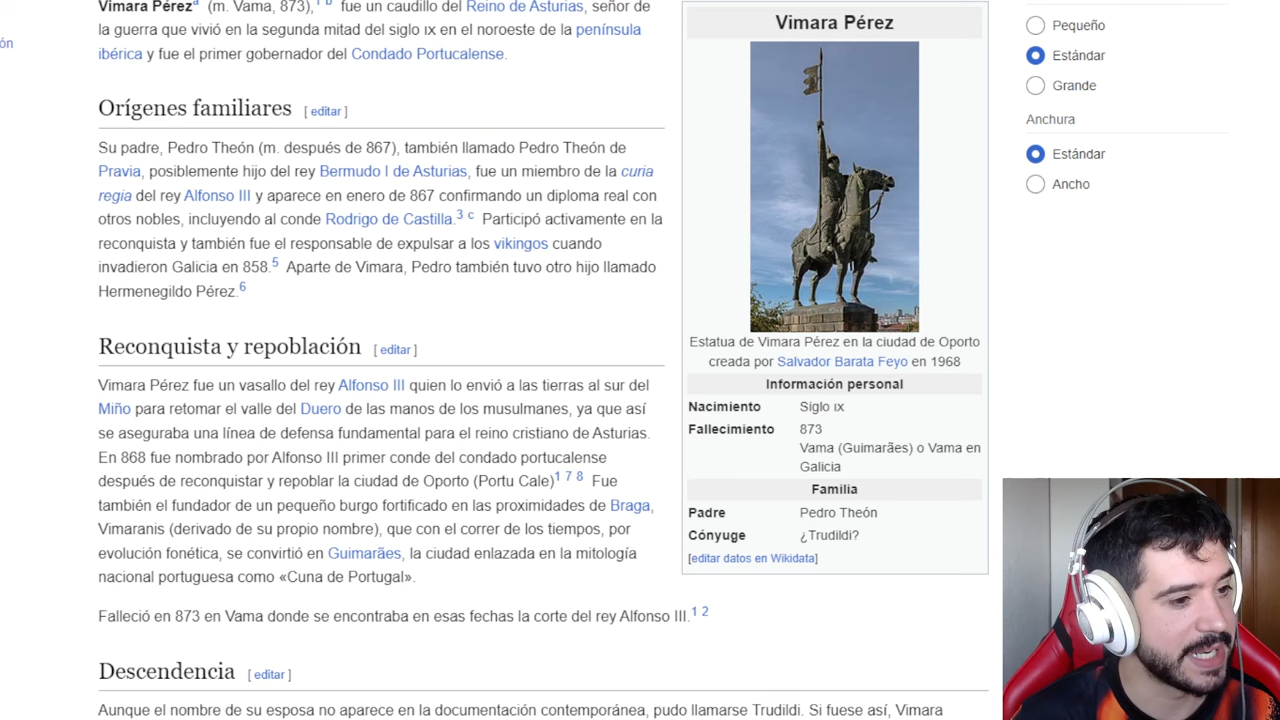 ón
Vimara Pérezᵃ (m. Vama, 873),¹ ᵇ fue un caudillo del Reino de Asturias, señor de
la guerra que vivió en la segunda mitad del siglo IX en el noroeste de la península
ibérica y fue el primer gobernador del Condado Portucalense.
Orígenes familiares [ editar ]
Su padre, Pedro Theón (m. después de 867), también llamado Pedro Theón de
Pravia, posiblemente hijo del rey Bermudo I de Asturias, fue un miembro de la curia
regia del rey Alfonso III y aparece en enero de 867 confirmando un diploma real con
otros nobles, incluyendo al conde Rodrigo de Castilla.³ ᶜ Participó activamente en la
reconquista y también fue el responsable de expulsar a los vikingos cuando
invadieron Galicia en 858.⁵ Aparte de Vimara, Pedro también tuvo otro hijo llamado
Hermenegildo Pérez.⁶
Reconquista y repoblación [ editar ]
Vimara Pérez fue un vasallo del rey Alfonso III quien lo envió a las tierras al sur del
Miño para retomar el valle del Duero de las manos de los musulmanes, ya que así
se aseguraba una línea de defensa fundamental para el reino cristiano de Asturias.
En 868 fue nombrado por Alfonso III primer conde del condado portucalense
después de reconquistar y repoblar la ciudad de Oporto (Portu Cale)¹ ⁷ ⁸ Fue
también el fundador de un pequeño burgo fortificado en las proximidades de Braga,
Vimaranis (derivado de su propio nombre), que con el correr de los tiempos, por
evolución fonética, se convirtió en Guimarães, la ciudad enlazada en la mitología
nacional portuguesa como «Cuna de Portugal».
Falleció en 873 en Vama donde se encontraba en esas fechas la corte del rey Alfonso III.¹ ²
Descendencia [ editar ]
Aunque el nombre de su esposa no aparece en la documentación contemporánea, pudo llamarse Trudildi. Si fuese así, Vimara
Vimara Pérez
Estatua de Vimara Pérez en la ciudad de Oporto
creada por Salvador Barata Feyo en 1968
Información personal
Nacimiento Siglo IX
Fallecimiento 873
Vama (Guimarães) o Vama en
Galicia
Familia
Padre Pedro Theón
Cónyuge ¿Trudildi?
[editar datos en Wikidata]
Pequeño
Estándar
Grande
Anchura
Estándar
Ancho